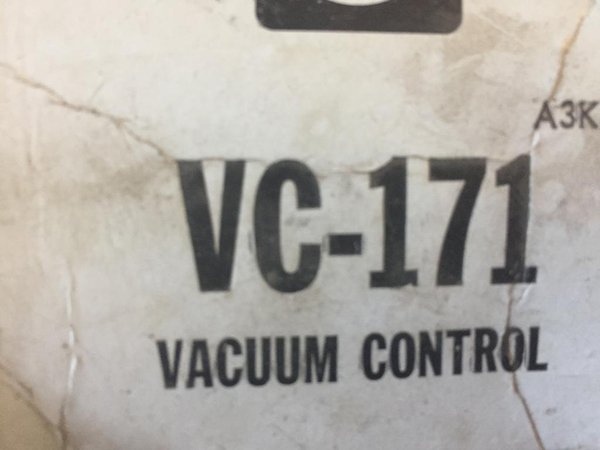 A3K
VC-171
VACUUM CONTROL